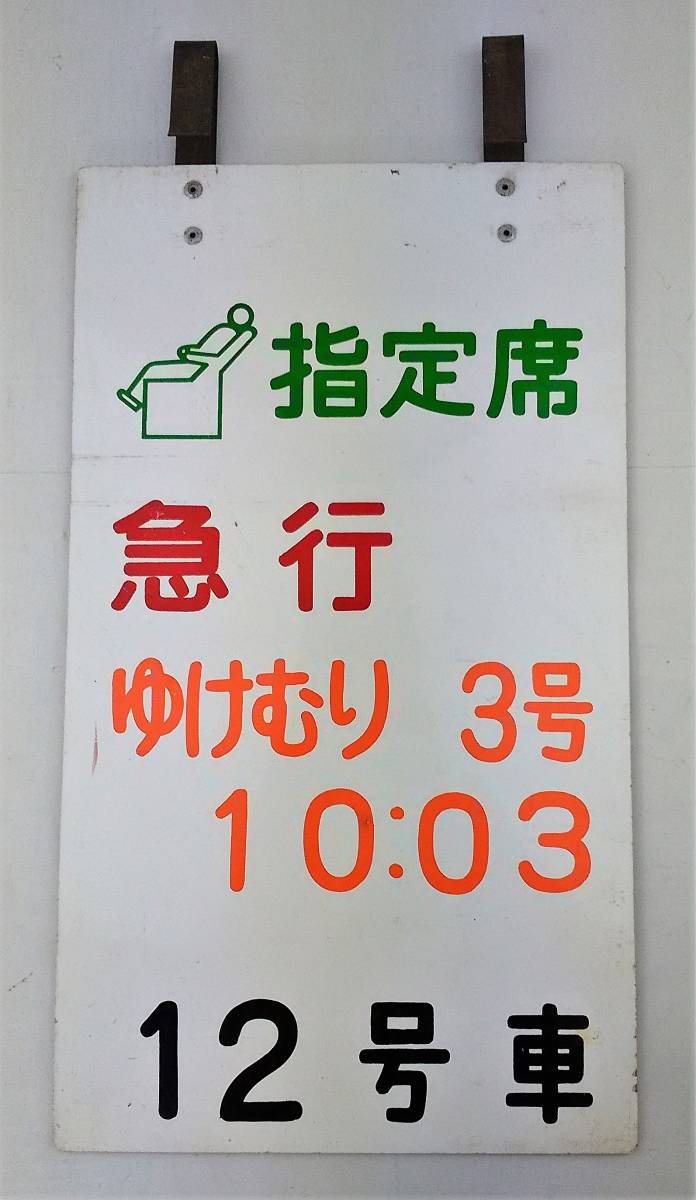 指定席
急行
ゆけむり 3号
10:03
12号車